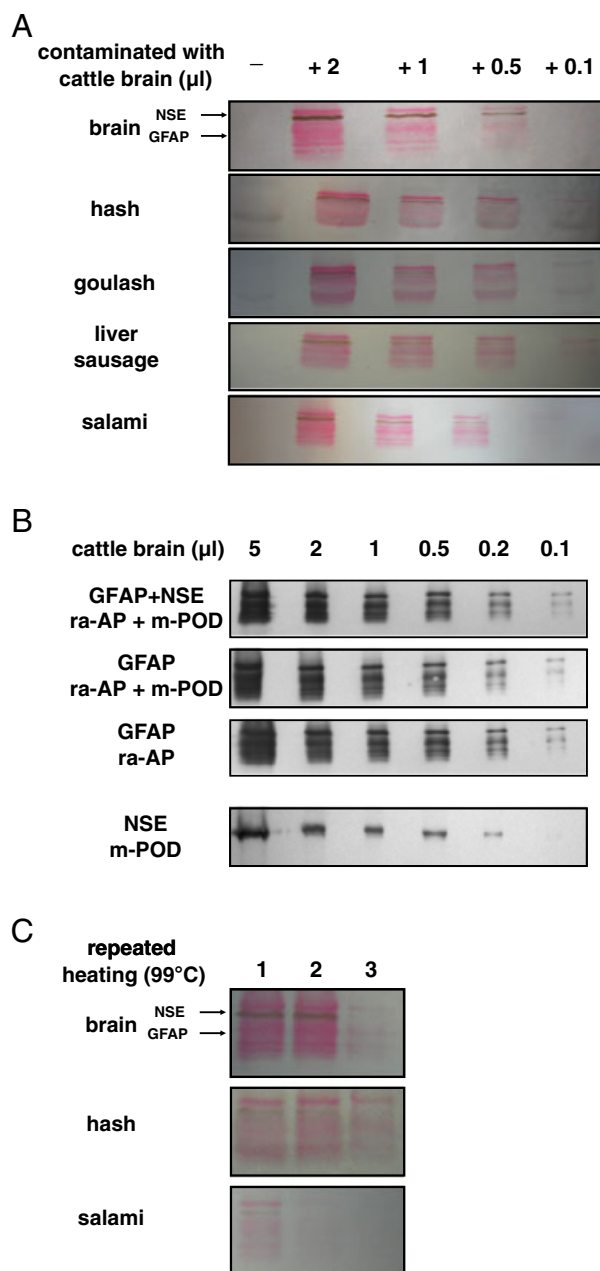 A
contaminated with
cattle brain (µl)
– + 2 + 1 + 0.5 + 0.1
NSE
brain
GFAP
hash
goulash
liver
sausage
salami
B
cattle brain (µl) 5 2 1 0.5 0.2 0.1
GFAP+NSE
ra-AP + m-POD
GFAP
ra-AP + m-POD
GFAP
ra-AP
NSE
m-POD
C
repeated
heating (99°C) 1 2 3
NSE
brain
GFAP
hash
salami